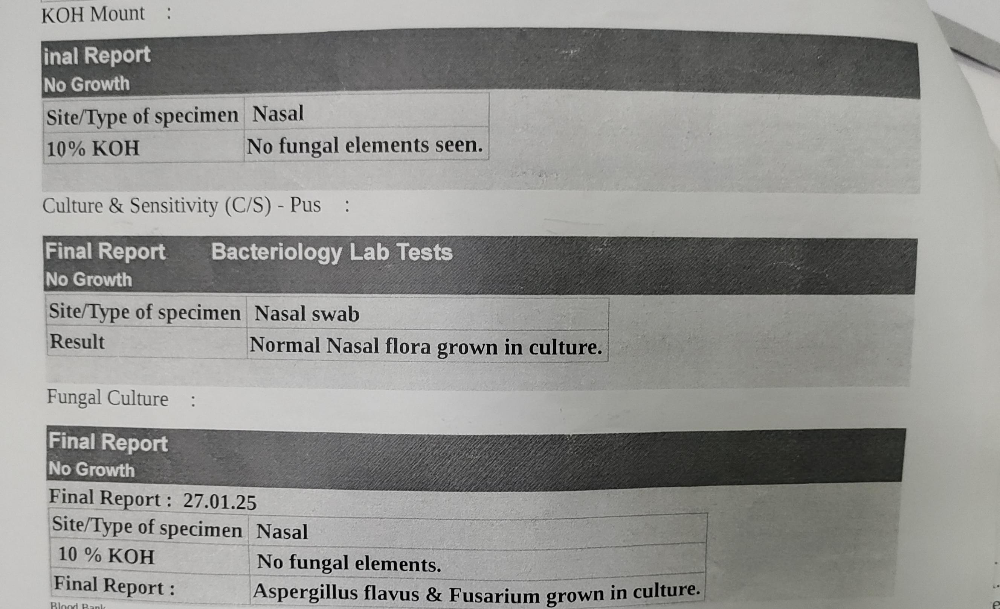 KOH Mount :
inal Report
No Growth
Site/Type of specimen Nasal
10% KOH No fungal elements seen.
Culture & Sensitivity (C/S) - Pus :
Final Report Bacteriology Lab Tests
No Growth
Site/Type of specimen Nasal swab
Result Normal Nasal flora grown in culture.
Fungal Culture :
Final Report
No Growth
Final Report : 27.01.25
Site/Type of specimen Nasal
10 % KOH No fungal elements.
Final Report : Aspergillus flavus & Fusarium grown in culture.
Blood Bank